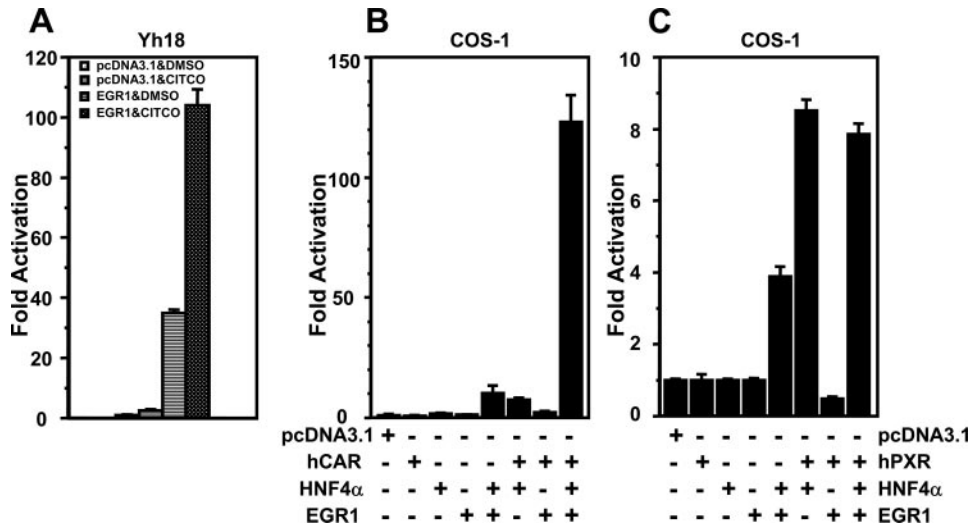 A
Yh18
Fold Activation
120
100
80
60
40
20
0
pcDNA3.1&DMSO
pcDNA3.1&CITCO
EGR1&DMSO
EGR1&CITCO
B
COS-1
Fold Activation
150
100
50
0
C
COS-1
Fold Activation
10
8
6
4
2
0
pcDNA3.1 + - - - - - - - + - - - - - - - pcDNA3.1
hCAR - + - - - + + + - + - - - + + + hPXR
HNF4α - - + - + + - + - - + - + + - + HNF4α
EGR1 - - - + + - + + - - - + + - + + EGR1